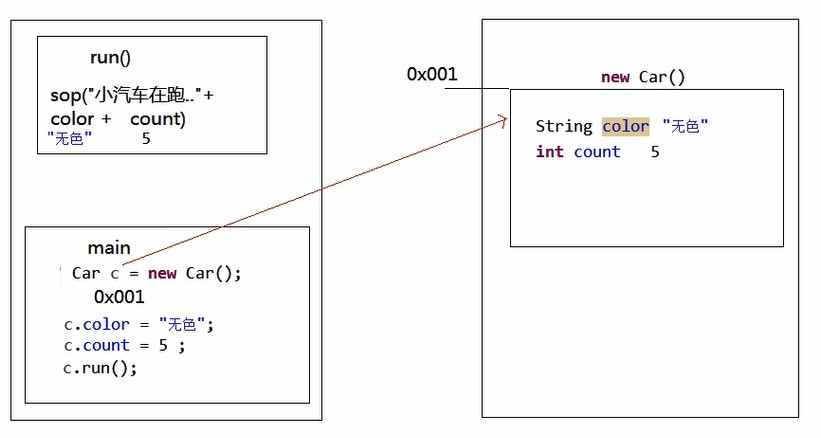 run()
sop("小汽车在跑.."+
color + count)
"无色" 5
main
Car c = new Car();
0x001
c.color = "无色";
c.count = 5 ;
c.run();
0x001
new Car()
String color "无色"
int count 5